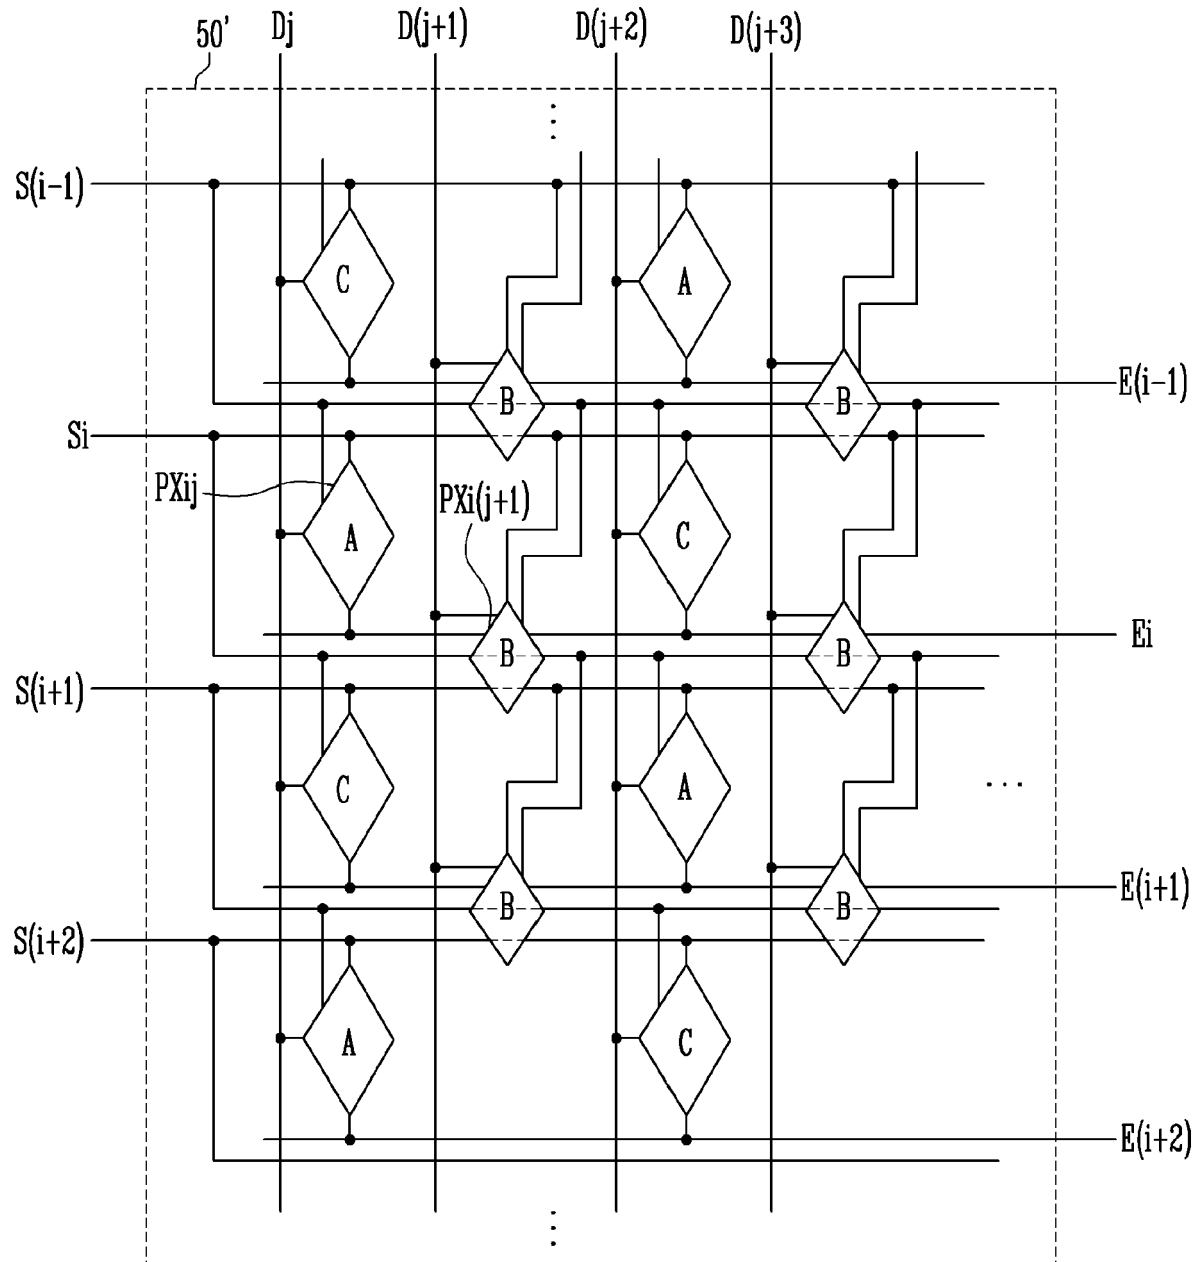 50'
Dj
D(j+1)
D(j+2)
D(j+3)
S(i-1)
C
A
B
B
E(i-1)
Si
PXij
PXi(j+1)
A
C
B
B
Ei
S(i+1)
C
A
B
B
E(i+1)
S(i+2)
A
C
E(i+2)